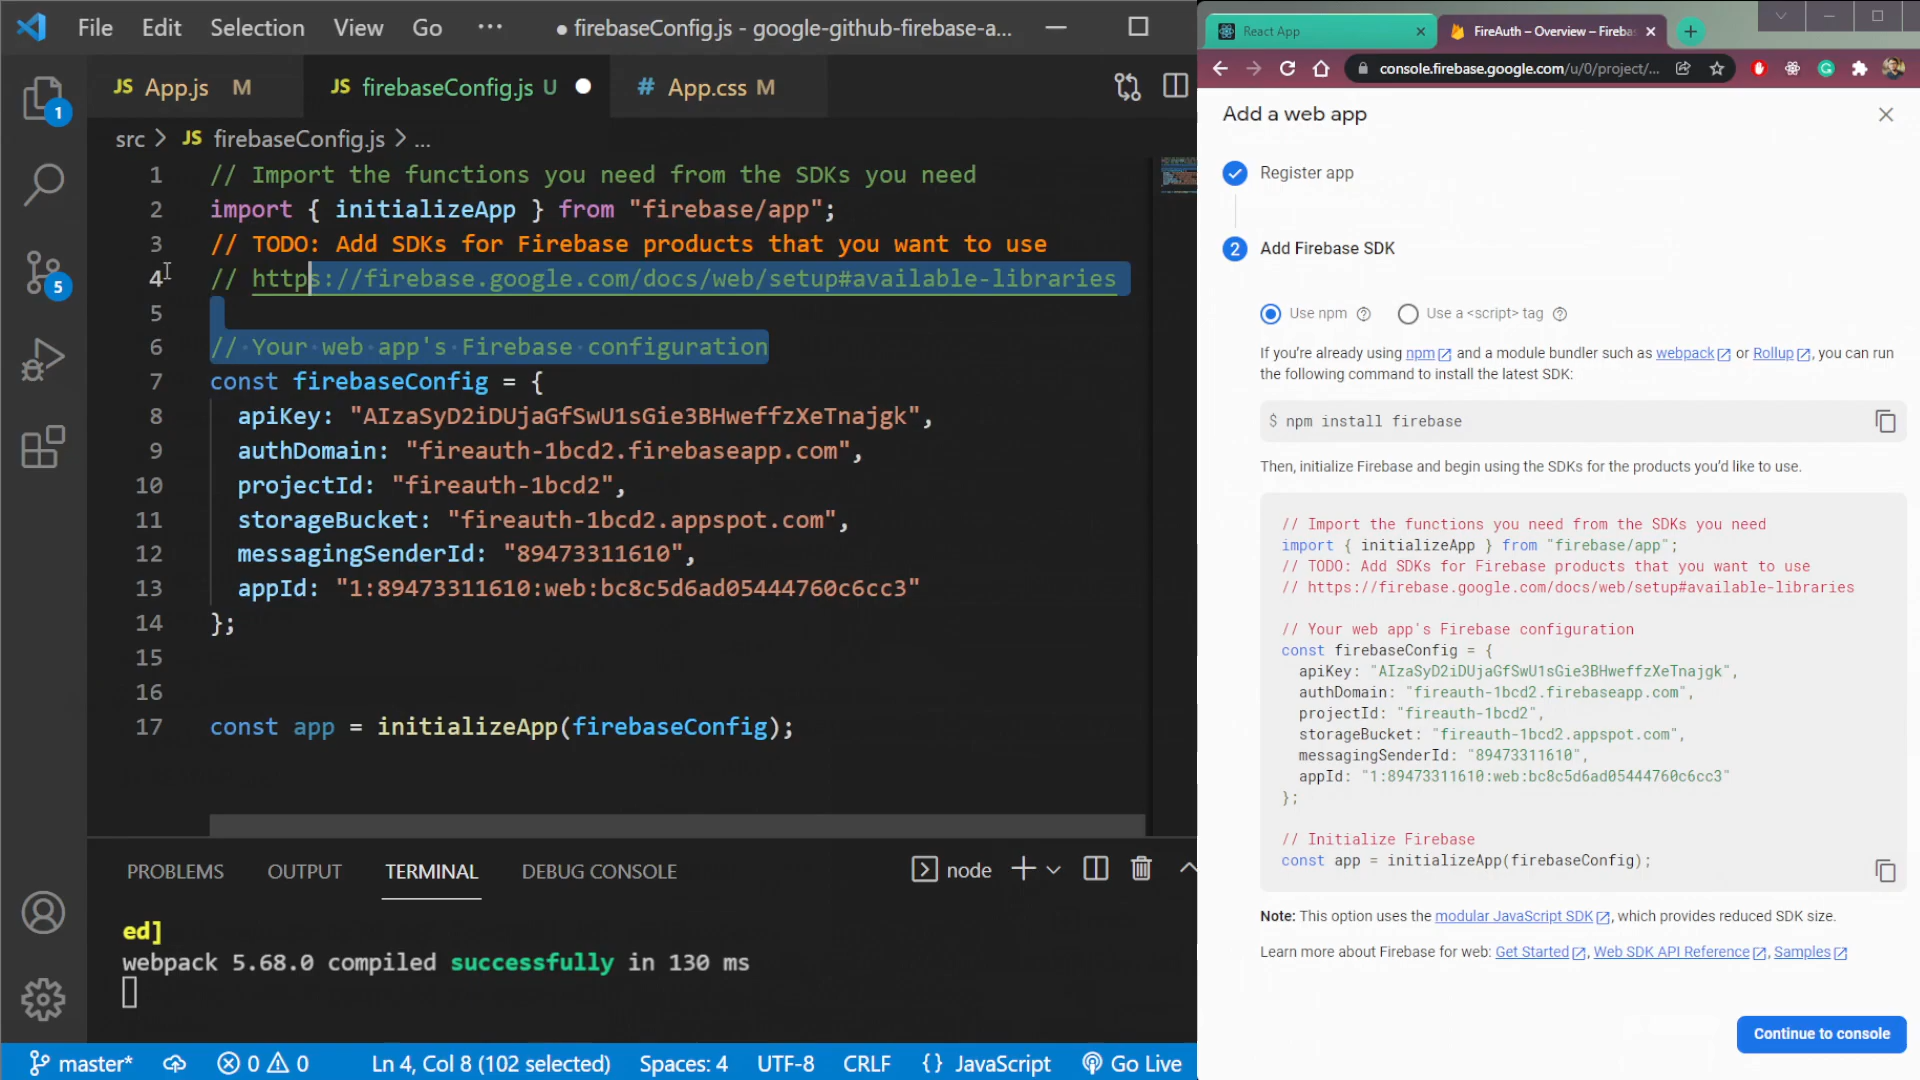 File Edit Selection View Go ··· ● firebaseConfig.js - google-github-firebase-a...
JS App.js M JS firebaseConfig.js U # App.css M
src > JS firebaseConfig.js > ...
1 // Import the functions you need from the SDKs you need
2 import { initializeApp } from "firebase/app";
3 // TODO: Add SDKs for Firebase products that you want to use
4 // https://firebase.google.com/docs/web/setup#available-libraries
5
6 // Your web app's Firebase configuration
7 const firebaseConfig = {
8 apiKey: "AIzaSyD2iDUjaGfSwU1sGie3BHweffzXeTnajgk",
9 authDomain: "fireauth-1bcd2.firebaseapp.com",
10 projectId: "fireauth-1bcd2",
11 storageBucket: "fireauth-1bcd2.appspot.com",
12 messagingSenderId: "89473311610",
13 appId: "1:89473311610:web:bc8c5d6ad05444760c6cc3"
14 };
15
16
17 const app = initializeApp(firebaseConfig);
1
5
PROBLEMS OUTPUT TERMINAL DEBUG CONSOLE node
ed]
webpack 5.68.0 compiled successfully in 130 ms
master* 0 0 Ln 4, Col 8 (102 selected) Spaces: 4 UTF-8 CRLF {} JavaScript Go Live
React App FireAuth – Overview – Fireba
console.firebase.google.com/u/0/project/...
Add a web app
Register app
2 Add Firebase SDK
Use npm Use a <script> tag
If you're already using npm and a module bundler such as webpack or Rollup, you can run
the following command to install the latest SDK:
$ npm install firebase
Then, initialize Firebase and begin using the SDKs for the products you'd like to use.
// Import the functions you need from the SDKs you need
import { initializeApp } from "firebase/app";
// TODO: Add SDKs for Firebase products that you want to use
// https://firebase.google.com/docs/web/setup#available-libraries
// Your web app's Firebase configuration
const firebaseConfig = {
apiKey: "AIzaSyD2iDUjaGfSwU1sGie3BHweffzXeTnajgk",
authDomain: "fireauth-1bcd2.firebaseapp.com",
projectId: "fireauth-1bcd2",
storageBucket: "fireauth-1bcd2.appspot.com",
messagingSenderId: "89473311610",
appId: "1:89473311610:web:bc8c5d6ad05444760c6cc3"
};
// Initialize Firebase
const app = initializeApp(firebaseConfig);
Note: This option uses the modular JavaScript SDK, which provides reduced SDK size.
Learn more about Firebase for web: Get Started, Web SDK API Reference, Samples
Continue to console